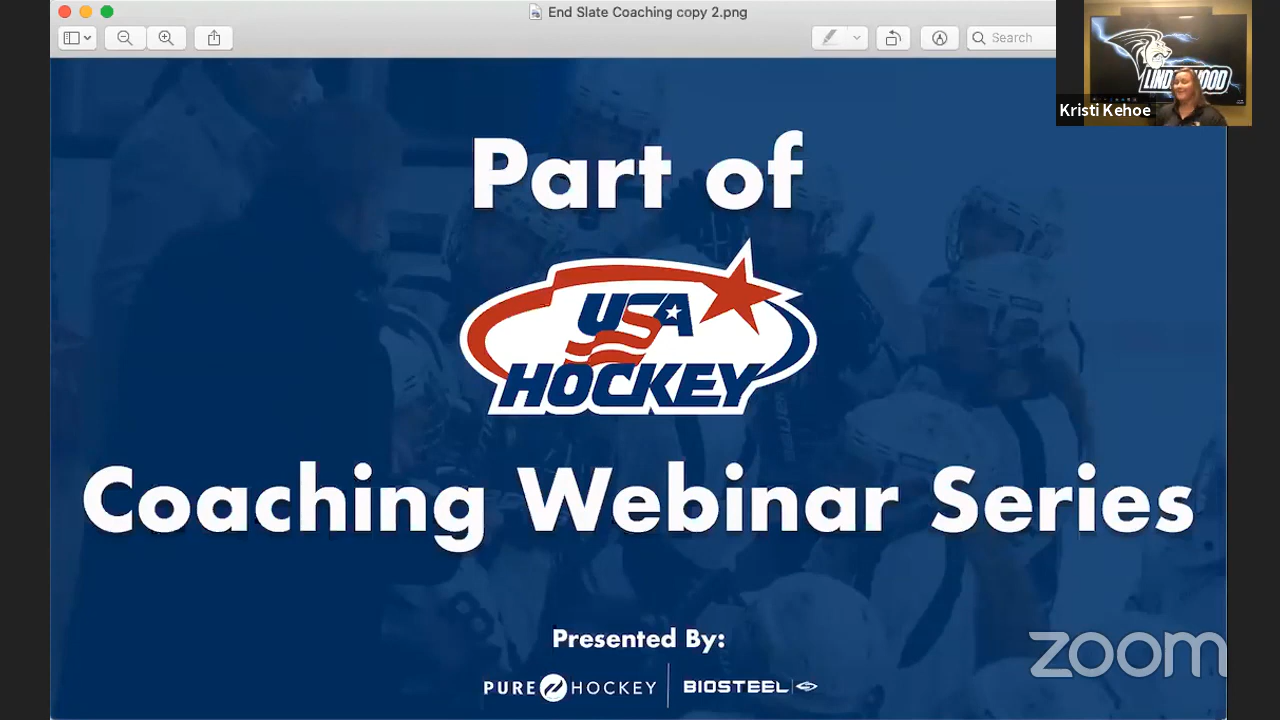 End Slate Coaching copy 2.png
Search
LINDENWOOD
Kristi Kehoe
Part of
USA
HOCKEY
Coaching Webinar Series
Presented By:
PURE HOCKEY
BIOSTEEL
zoom